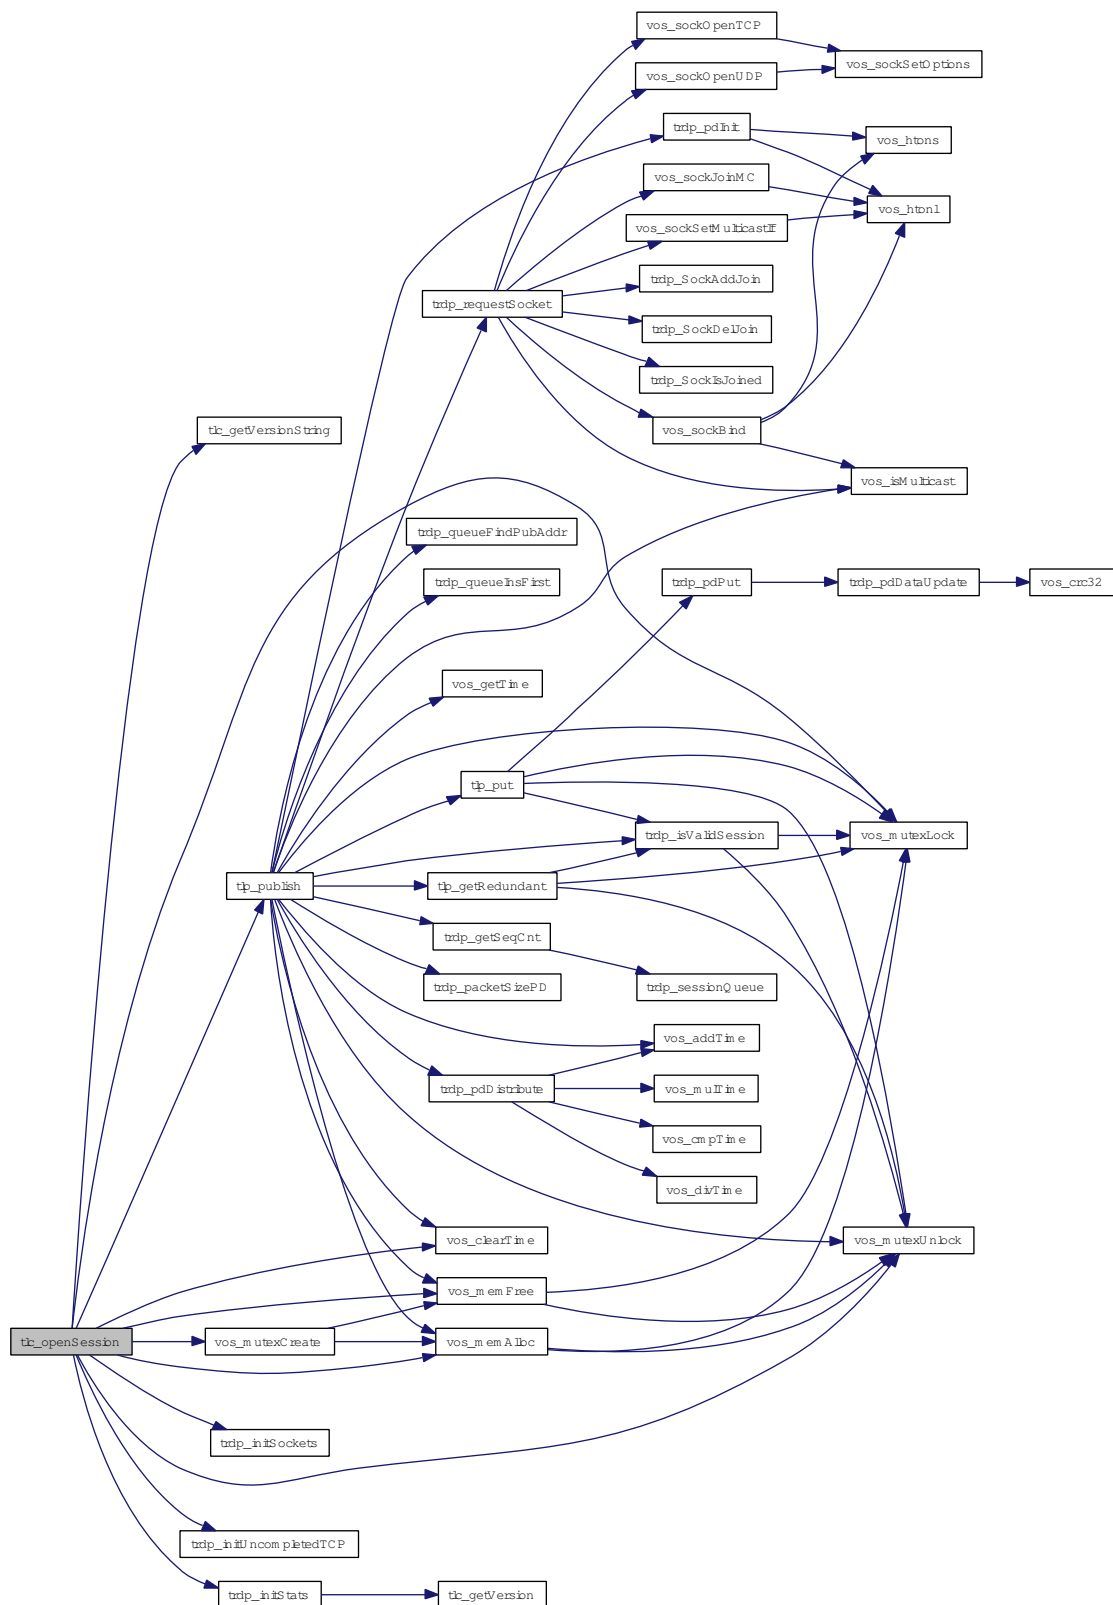 vos_sockOpenTCP
vos_sockSetOptions
vos_sockOpenUDP
trdp_pdInit
vos_htons
vos_sockJoinMC
vos_htonl
vos_sockSetMulticastIf
trdp_SockAddJoin
trdp_requestSocket
trdp_SockDelJoin
trdp_SockIsJoined
tlc_getVersionString
vos_sockBind
vos_isMulticast
trdp_queueFindPubAddr
trdp_queueInsFirst
trdp_pdPut
trdp_pdDataUpdate
vos_crc32
vos_getTime
tlp_put
trdp_isValidSession
vos_mutexLock
tlp_publish
tlp_getRedundant
trdp_getSeqCnt
trdp_packetSizePD
trdp_sessionQueue
vos_addTime
trdp_pdDistribute
vos_mulTime
vos_cmpTime
vos_divTime
vos_clearTime
vos_mutexUnlock
vos_memFree
tlc_openSession
vos_mutexCreate
vos_memAlloc
trdp_initSockets
trdp_initUncompletedTCP
trdp_initStats
tlc_getVersion